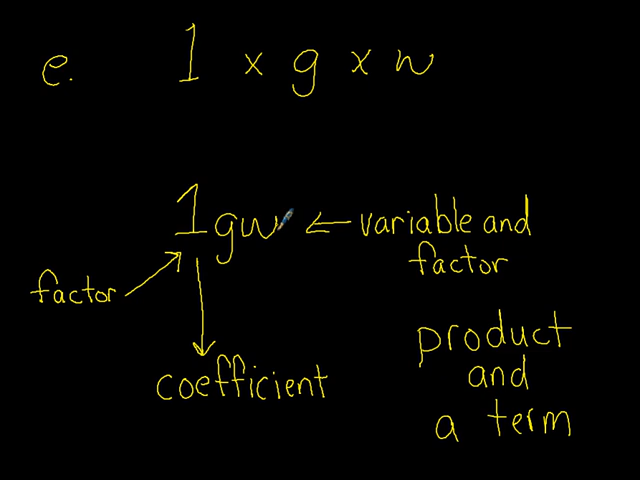 e. 1 x g x w
1gw ← variable and
factor
factor
coefficient
product
and
a term